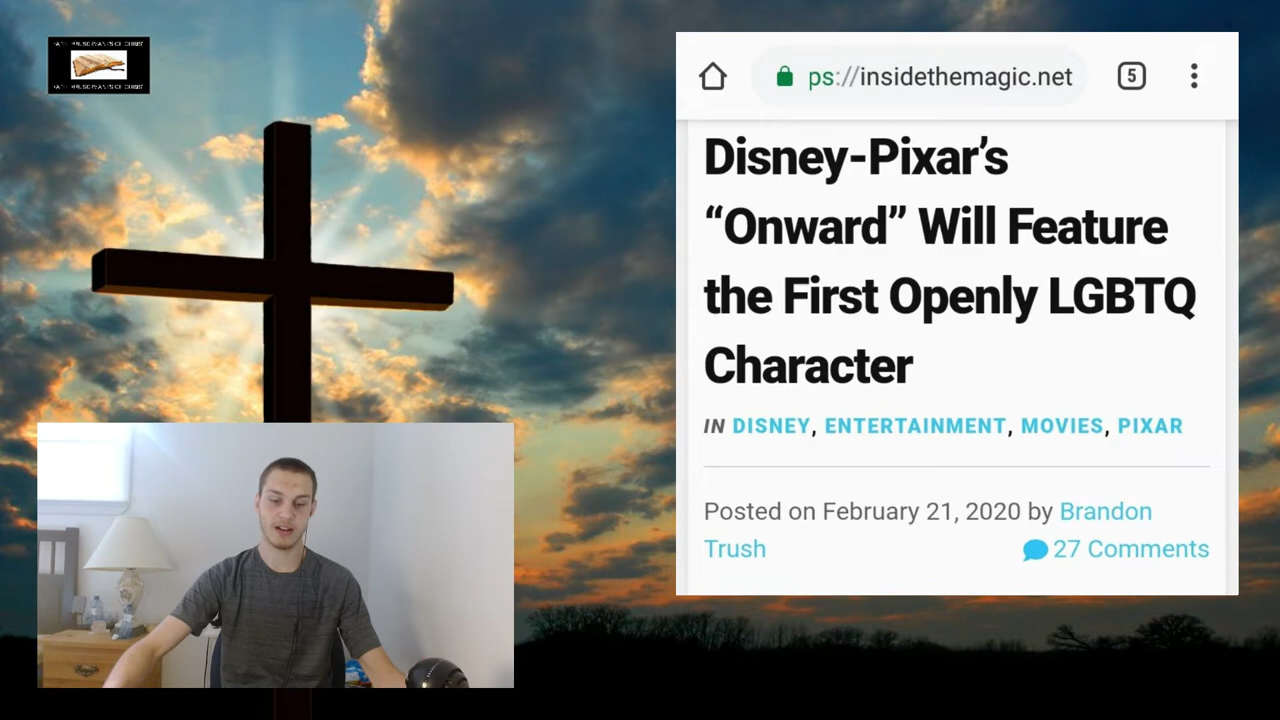 ps://insidethemagic.net
5
Disney-Pixar's
“Onward” Will Feature
the First Openly LGBTQ
Character
IN DISNEY, ENTERTAINMENT, MOVIES, PIXAR
Posted on February 21, 2020 by Brandon
Trush
27 Comments